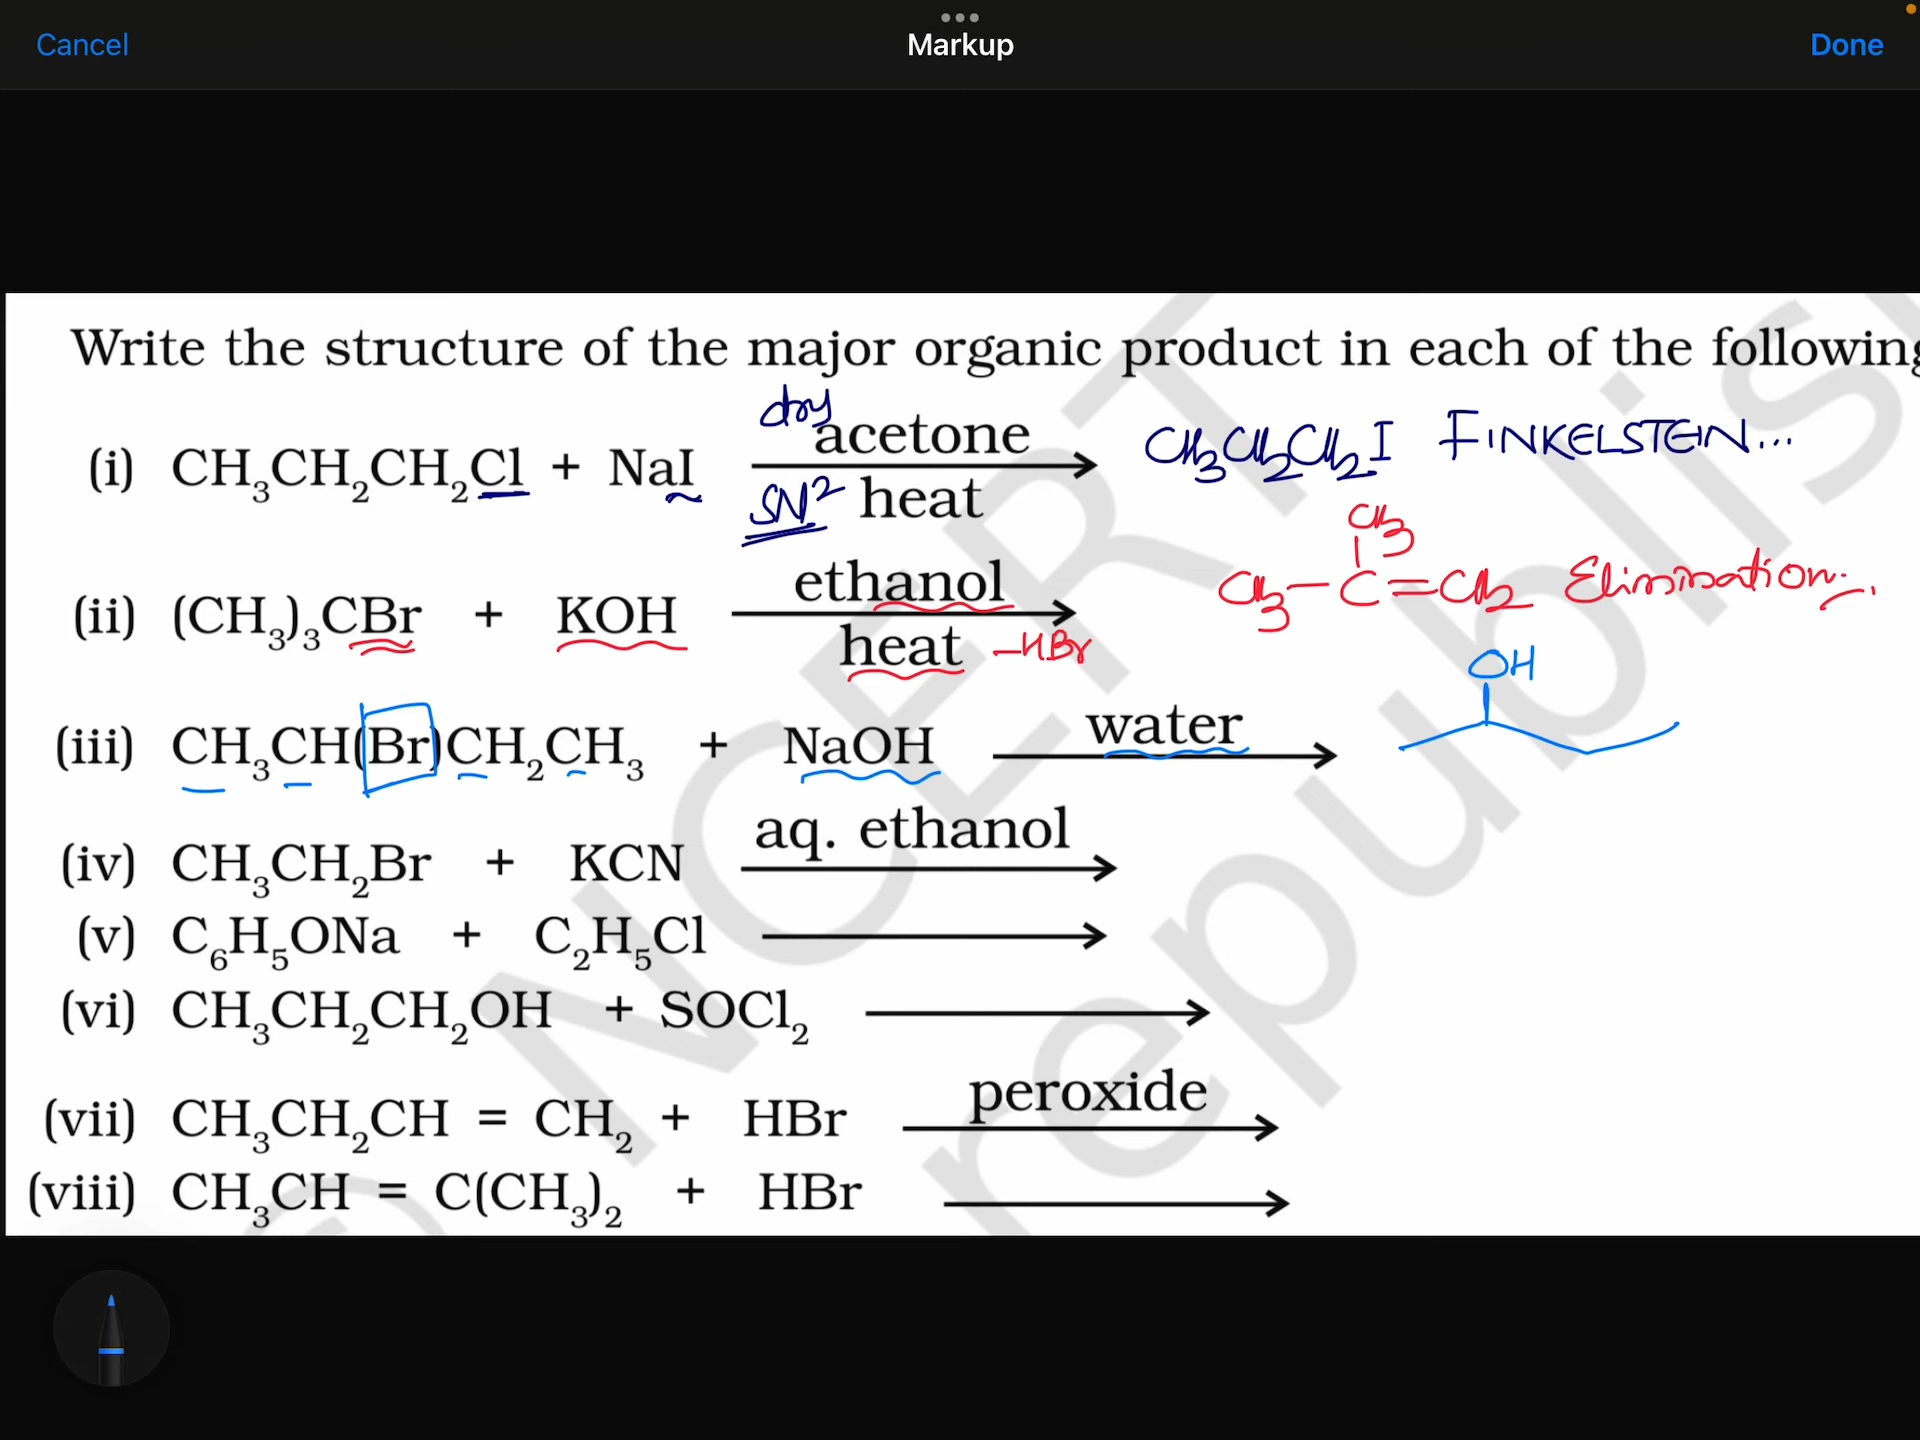 Cancel
Markup
Done
Write the structure of the major organic product in each of the following
dry
(i) CH₃CH₂CH₂Cl + NaI acetone heat CH₃CH₂CH₂I FINKELSTEIN...
SN²
CH₃
(ii) (CH₃)₃CBr + KOH ethanol heat CH₃–C=CH₂ Elimination..
–HBr
OH
(iii) CH₃CH(Br)CH₂CH₃ + NaOH water
(iv) CH₃CH₂Br + KCN aq. ethanol
(v) C₆H₅ONa + C₂H₅Cl
(vi) CH₃CH₂CH₂OH + SOCl₂
(vii) CH₃CH₂CH = CH₂ + HBr peroxide
(viii) CH₃CH = C(CH₃)₂ + HBr
NCERT
republis